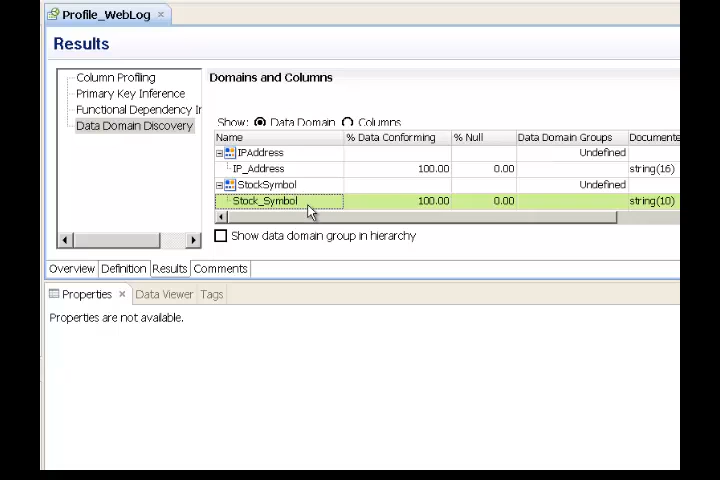 Profile_WebLog
Results
Column Profiling
Primary Key Inference
Functional Dependency Ir
Data Domain Discovery
Domains and Columns
Show: Data Domain Columns
Name % Data Conforming % Null Data Domain Groups Documente
IPAddress Undefined
IP_Address 100.00 0.00 string(16)
StockSymbol Undefined
Stock_Symbol 100.00 0.00 string(10)
Show data domain group in hierarchy
Overview Definition Results Comments
Properties Data Viewer Tags
Properties are not available.